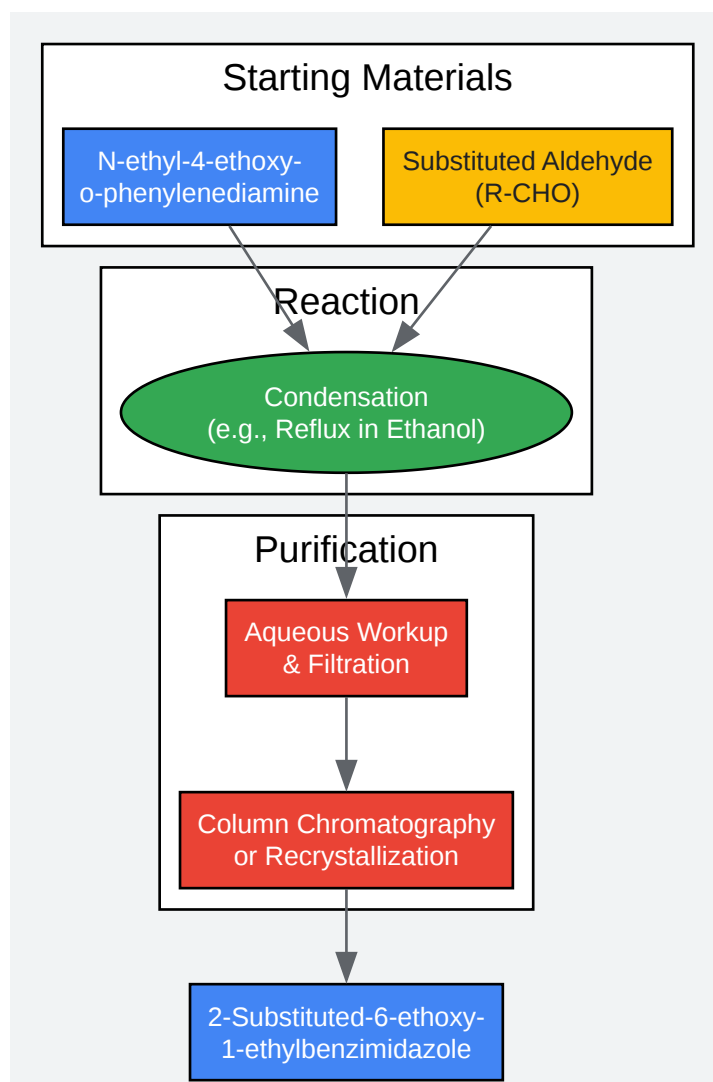 Starting Materials
N-ethyl-4-ethoxy-
o-phenylenediamine
Substituted Aldehyde
(R-CHO)
Reaction
Condensation
(e.g., Reflux in Ethanol)
Purification
Aqueous Workup
& Filtration
Column Chromatography
or Recrystallization
2-Substituted-6-ethoxy-
1-ethylbenzimidazole